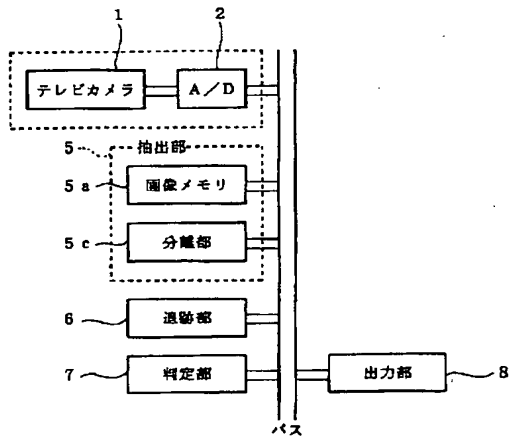 1
2
テレビカメラ
A/D
5
抽出部
5a
画像メモリ
5c
分離部
6
追跡部
7
判定部
出力部
8
バス